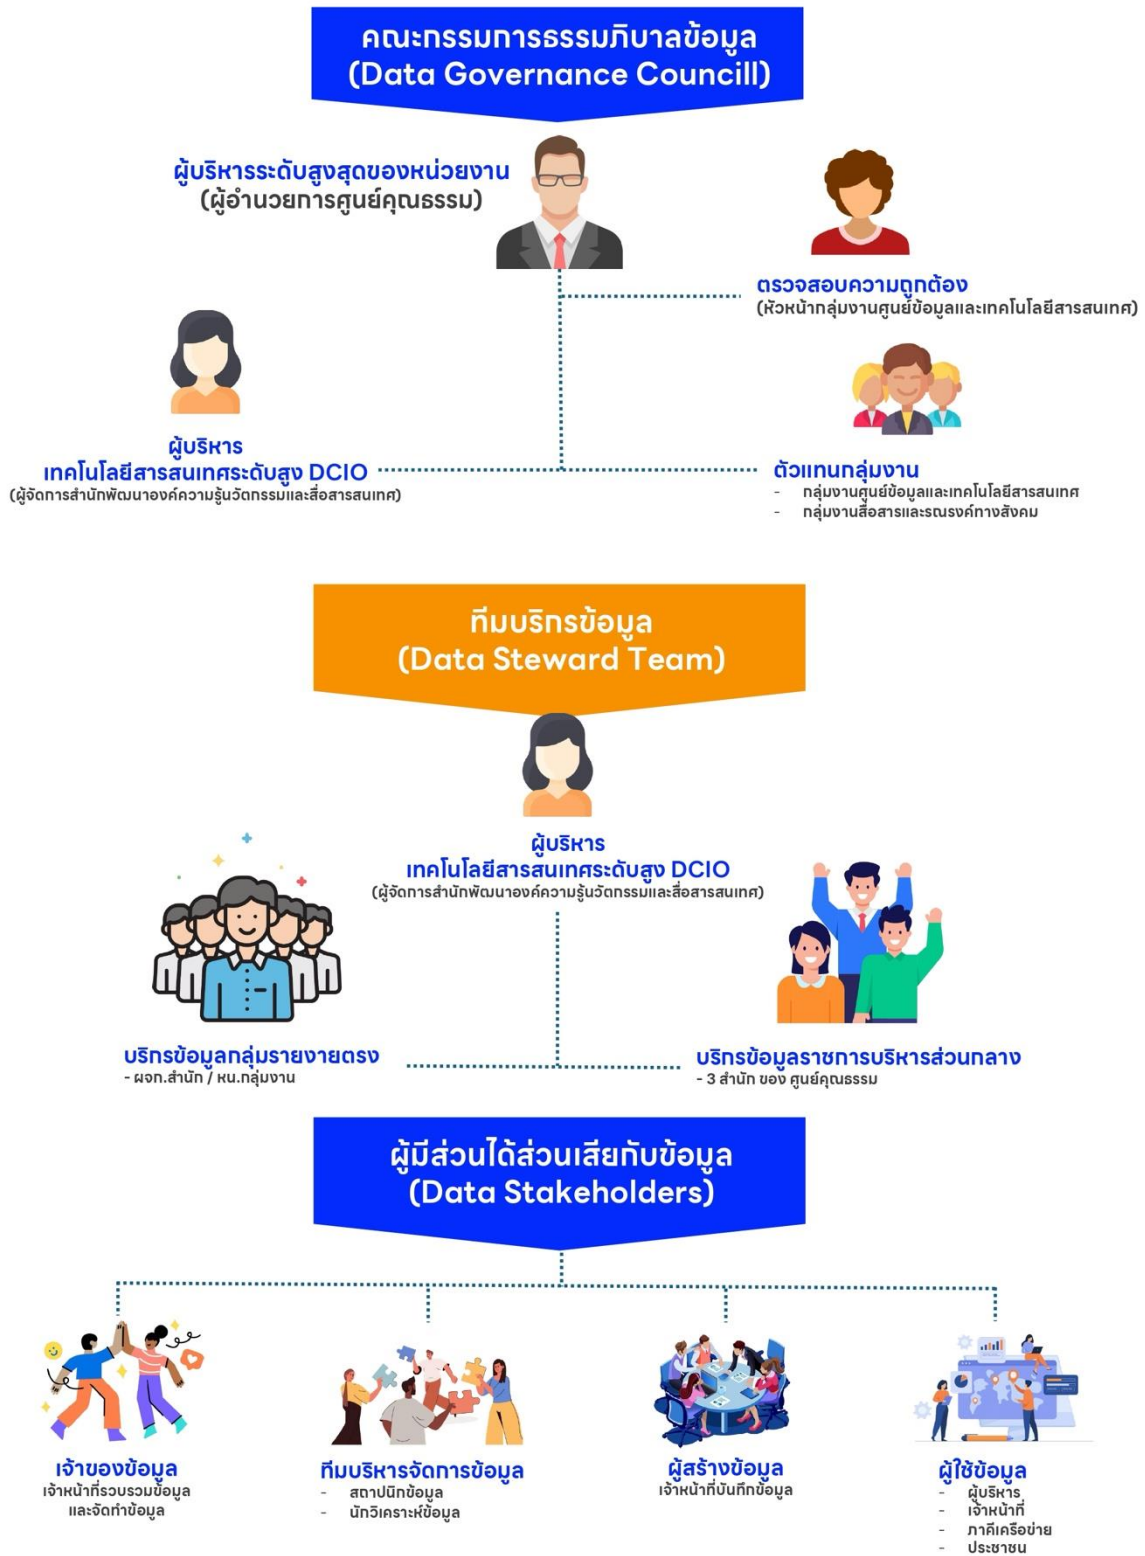 คณะกรรมการธรรมาภิบาลข้อมูล
(Data Governance Councill)
ผู้บริหารระดับสูงสุดของหน่วยงาน
(ผู้อำนวยการศูนย์คุณธรรม)
ตรวจสอบความถูกต้อง
(หัวหน้ากลุ่มงานศูนย์ข้อมูลและเทคโนโลยีสารสนเทศ)
ผู้บริหาร
เทคโนโลยีสารสนเทศระดับสูง DCIO
(ผู้จัดการสำนักพัฒนาองค์ความรู้นวัตกรรมและสื่อสารสนเทศ)
ตัวแทนกลุ่มงาน
- กลุ่มงานศูนย์ข้อมูลและเทคโนโลยีสารสนเทศ
- กลุ่มงานสื่อสารและรณรงค์ทางสังคม
ทีมบริกรข้อมูล
(Data Steward Team)
ผู้บริหาร
เทคโนโลยีสารสนเทศระดับสูง DCIO
(ผู้จัดการสำนักพัฒนาองค์ความรู้นวัตกรรมและสื่อสารสนเทศ)
บริกรข้อมูลกลุ่มรายงายตรง
- ผจก.สำนัก / หน.กลุ่มงาน
บริกรข้อมูลราชการบริหารส่วนกลาง
- 3 สำนัก ของ ศูนย์คุณธรรม
ผู้มีส่วนได้ส่วนเสียกับข้อมูล
(Data Stakeholders)
เจ้าของข้อมูล
เจ้าหน้าที่รวบรวมข้อมูล
และจัดทำข้อมูล
ทีมบริหารจัดการข้อมูล
- สถาปนิกข้อมูล
- นักวิเคราะห์ข้อมูล
ผู้สร้างข้อมูล
เจ้าหน้าที่บันทึกข้อมูล
ผู้ใช้ข้อมูล
- ผู้บริหาร
- เจ้าหน้าที่
- ภาคีเครือข่าย
- ประชาชน